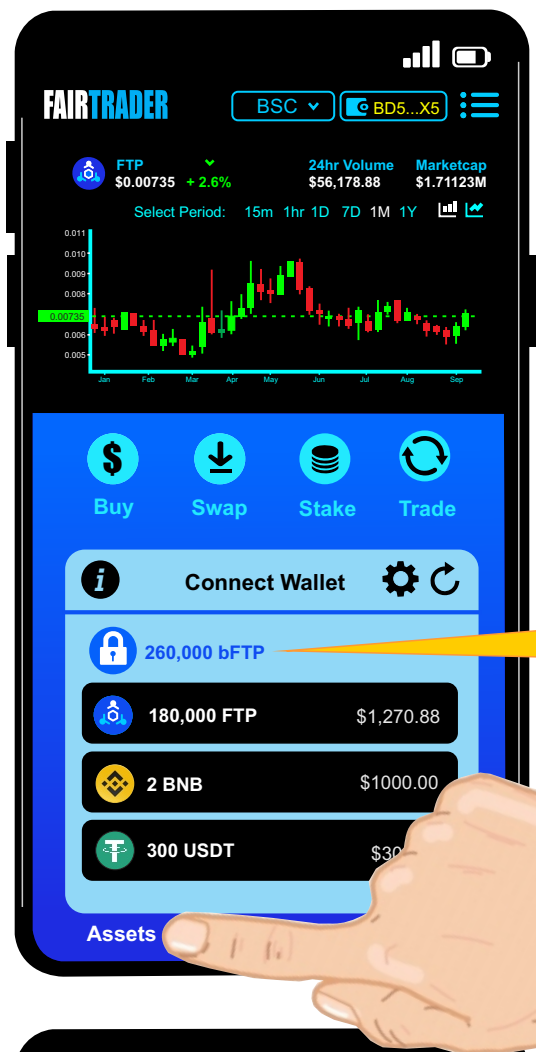 FAIRTRADER
BSC
BD5...X5
FTP 24hr Volume Marketcap
$0.00735 + 2.6% $56,178.88 $1.71123M
Select Period: 15m 1hr 1D 7D 1M 1Y
0.011
0.010
0.009
0.008
0.00735
0.006
0.005
Jan Feb Mar Apr May Jun Jul Aug Sep
$
Buy Swap Stake Trade
i Connect Wallet
260,000 bFTP
180,000 FTP $1,270.88
2 BNB $1000.00
300 USDT $30
Assets